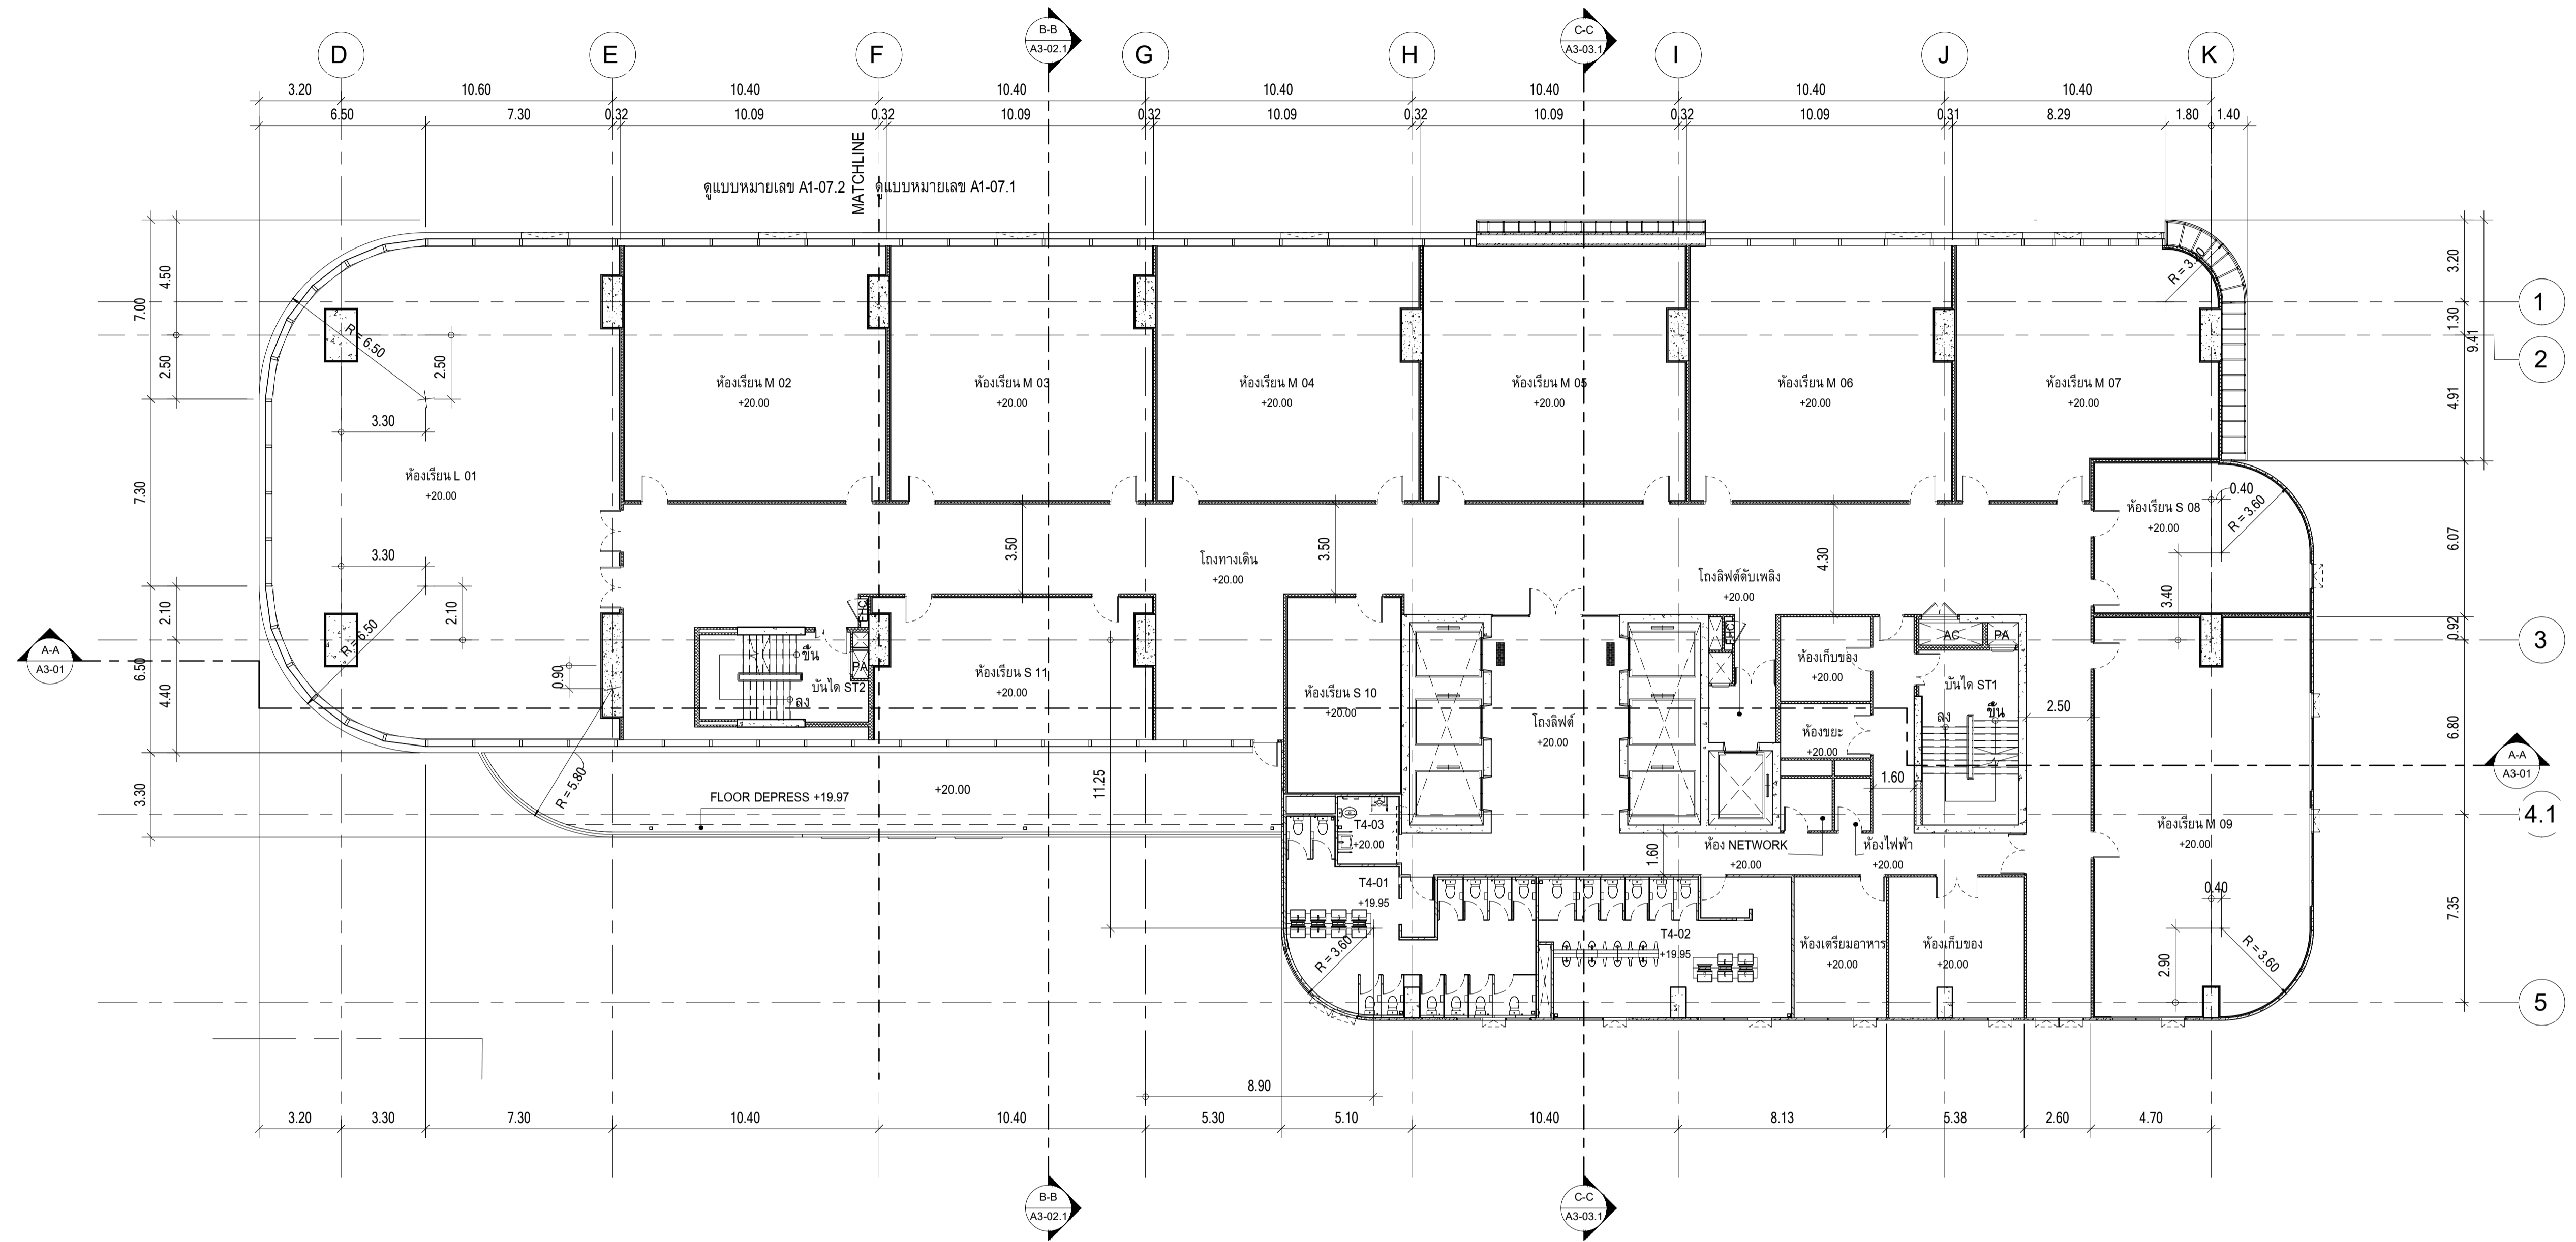 B-B
A3-02.1
C-C
A3-03.1
D
E
F
G
H
I
J
K
3.20
10.60
10.40
10.40
10.40
10.40
10.40
10.40
6.50
7.30
0.32
10.09
0.32
10.09
0.32
10.09
0.32
10.09
0.32
10.09
0.31
8.29
1.80
1.40
MATCHLINE
ดูแบบหมายเลข A1-07.2
ดูแบบหมายเลข A1-07.1
4.50
7.00
2.50
7.30
2.10
6.50
4.40
3.30
R = 6.50
2.50
3.30
ห้องเรียน L 01
+20.00
3.30
2.10
R = 6.50
0.90
R = 5.80
ห้องเรียน M 02
+20.00
ห้องเรียน M 03
+20.00
ห้องเรียน M 04
+20.00
ห้องเรียน M 05
+20.00
ห้องเรียน M 06
+20.00
ห้องเรียน M 07
+20.00
3.20
1.30
9.41
4.91
6.07
0.92
6.80
7.35
1
2
3
4.1
5
ห้องเรียน S 08
+20.00
0.40
R = 3.60
3.40
3.50
โถงทางเดิน
+20.00
3.50
โถงลิฟต์ดับเพลิง
+20.00
4.30
FHC
PA
ขึ้น
บันได ST2
ลง
ห้องเรียน S 11
+20.00
ห้องเรียน S 10
+20.00
โถงลิฟต์
+20.00
FHC
ห้องเก็บของ
+20.00
ห้องขยะ
+20.00
AC
PA
บันได ST1
ลง
ขึ้น
2.50
1.60
A-A
A3-01
A-A
A3-01
FLOOR DEPRESS +19.97
+20.00
11.25
T4-03
+20.00
T4-01
+19.95
R = 3.60
1.60
ห้อง NETWORK
+20.00
ห้องไฟฟ้า
+20.00
T4-02
+19.95
ห้องเตรียมอาหาร
+20.00
ห้องเก็บของ
+20.00
ห้องเรียน M 09
+20.00
0.40
R = 3.60
2.90
8.90
3.20
3.30
7.30
10.40
10.40
5.30
5.10
10.40
8.13
5.38
2.60
4.70
B-B
A3-02.1
C-C
A3-03.1